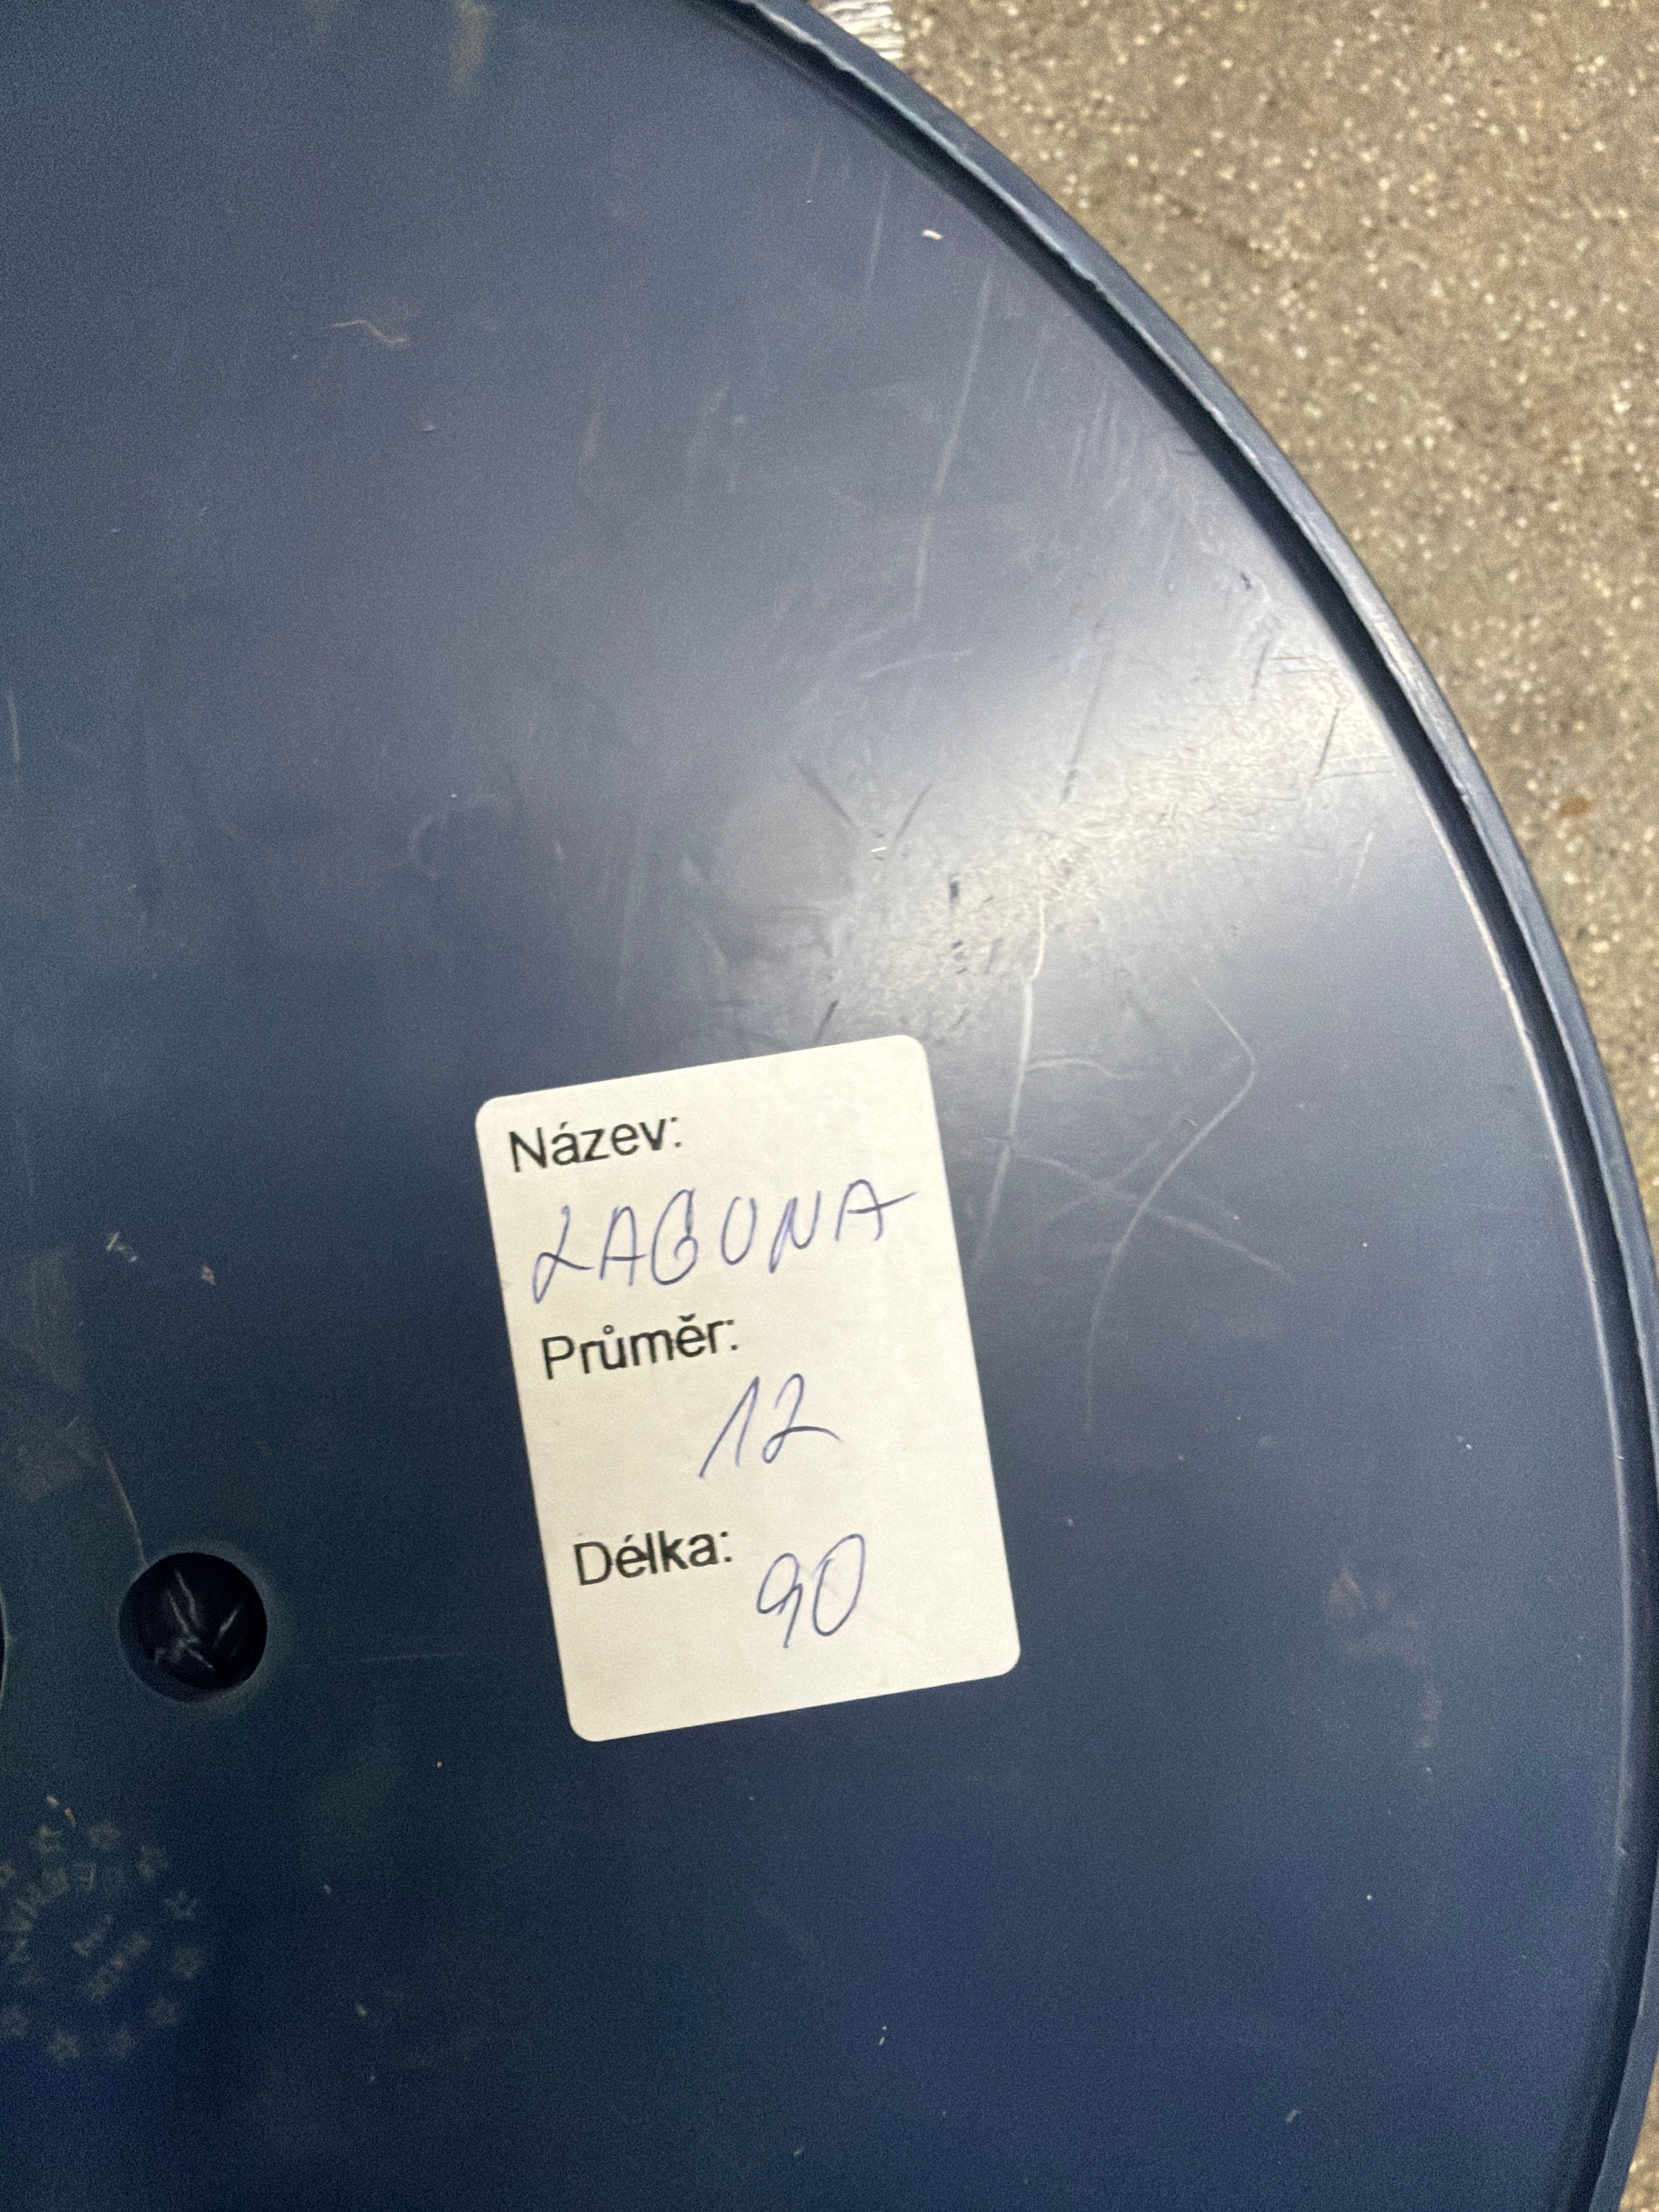 Název:
LAGUNA
Průměr:
12
Délka:
90